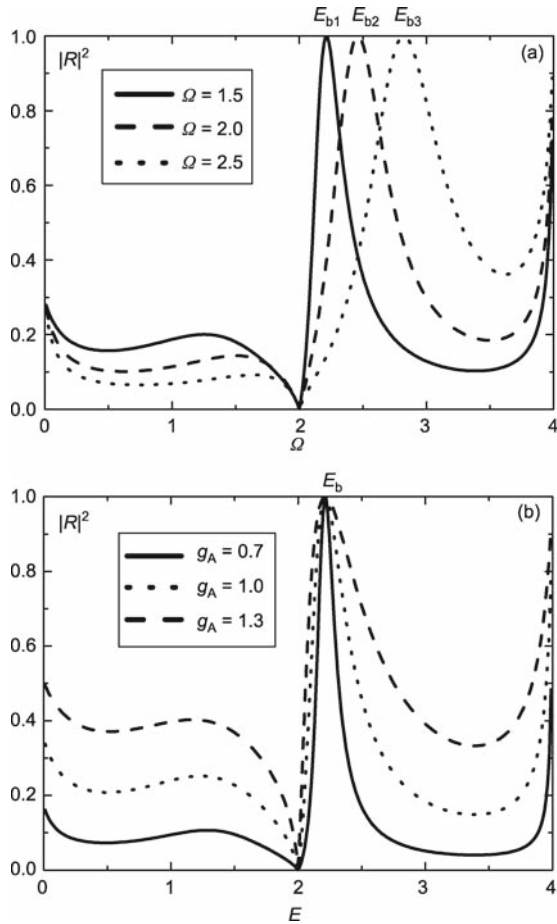 E_b1 E_b2 E_b3
|R|² (a)
1.0
Ω = 1.5
0.8
Ω = 2.0
Ω = 2.5
0.6
0.4
0.2
0.0
0 1 2 3 4
Ω
E_b
|R|² (b)
1.0
g_A = 0.7
0.8
g_A = 1.0
g_A = 1.3
0.6
0.4
0.2
0.0
0 1 2 3 4
E